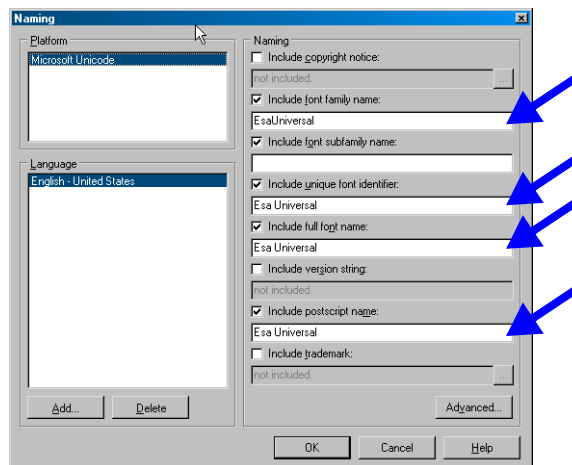 Naming
Platform
Microsoft Unicode
Language
English - United States
Add...
Delete
Naming
Include copyright notice:
not included.
...
Include font family name:
EsaUniversal
Include font subfamily name:
Include unique font identifier:
Esa Universal
Include full font name:
Esa Universal
Include version string:
not included.
Include postscript name:
Esa Universal
Include trademark:
not included.
...
Advanced...
OK
Cancel
Help